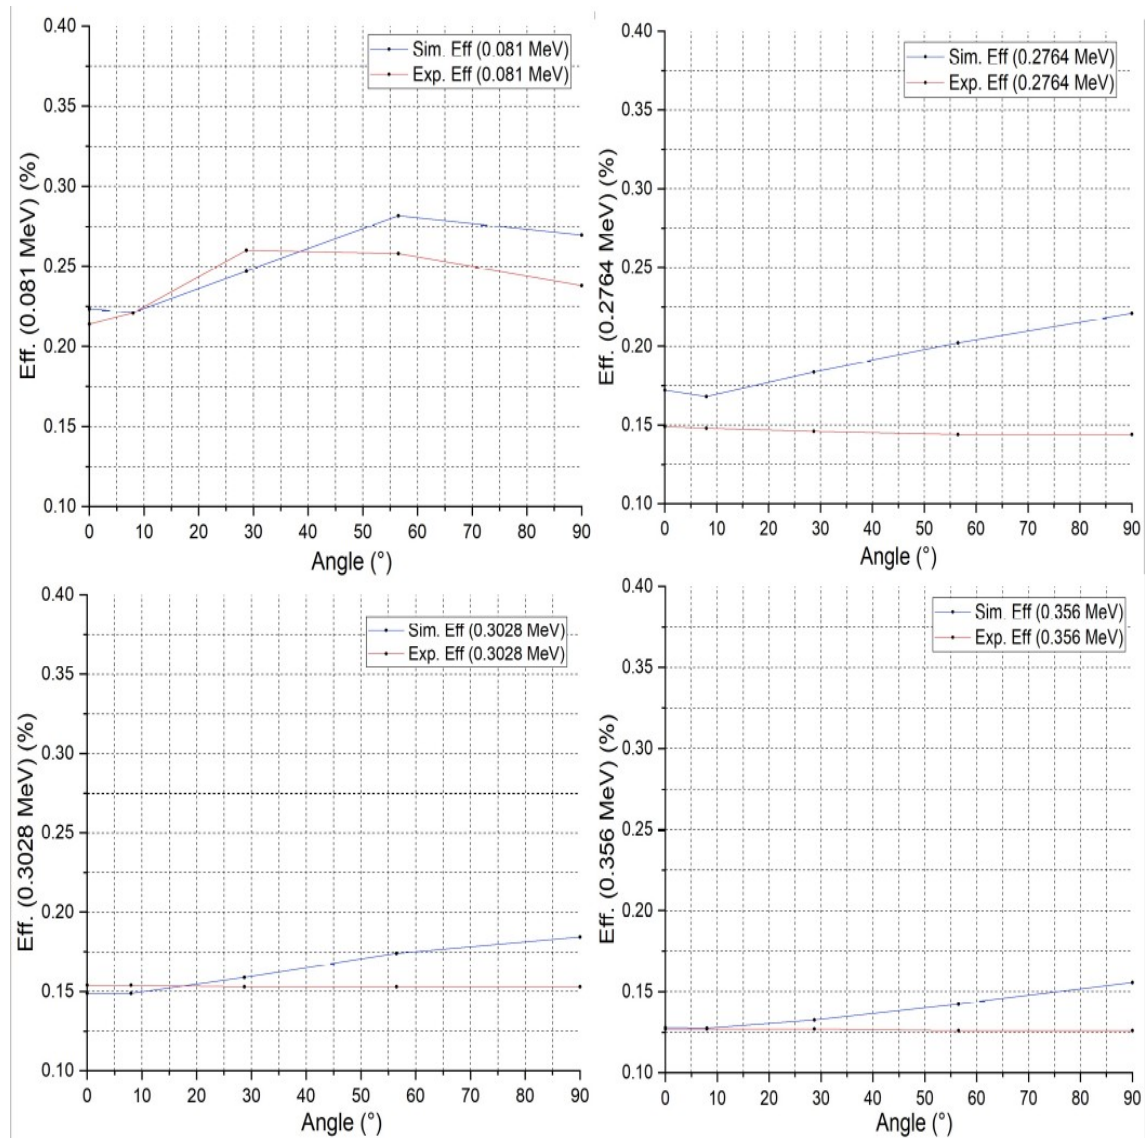 Eff. (0.081 MeV) (%)
0.40
0.35
0.30
0.25
0.20
0.15
0.10
Sim. Eff (0.081 MeV)
Exp. Eff (0.081 MeV)
0 10 20 30 40 50 60 70 80 90
Angle (°)
Eff. (0.2764 MeV) (%)
0.40
0.35
0.30
0.25
0.20
0.15
0.10
Sim. Eff (0.2764 MeV)
Exp. Eff (0.2764 MeV)
0 10 20 30 40 50 60 70 80 90
Angle (°)
Eff. (0.3028 MeV) (%)
0.40
0.35
0.30
0.25
0.20
0.15
0.10
Sim. Eff (0.3028 MeV)
Exp. Eff (0.3028 MeV)
0 10 20 30 40 50 60 70 80 90
Angle (°)
Eff. (0.356 MeV) (%)
0.40
0.35
0.30
0.25
0.20
0.15
0.10
Sim. Eff (0.356 MeV)
Exp. Eff (0.356 MeV)
0 10 20 30 40 50 60 70 80 90
Angle (°)